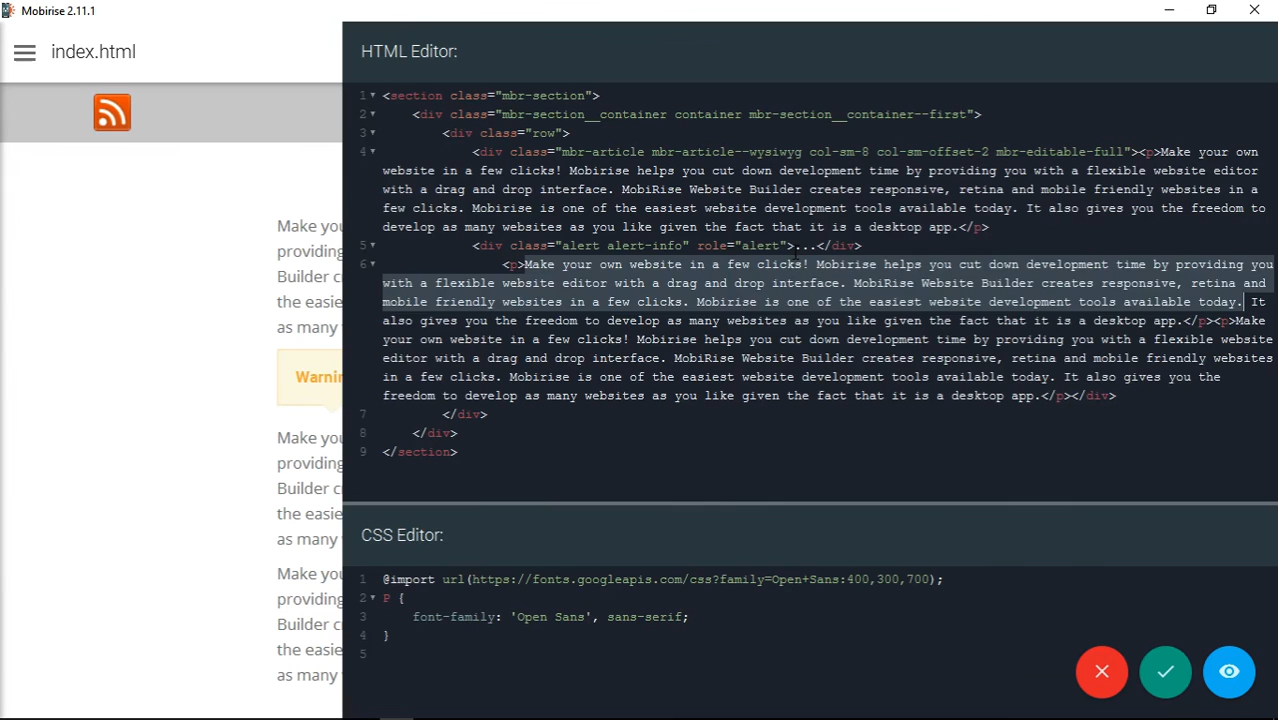 Mobirise 2.11.1
index.html
Make you
providing
Builder c
the easie
as many
Warnin
Make you
providing
Builder cr
the easie
as many
Make you
providing
Builder cr
the easie
as many
HTML Editor:
1 <section class="mbr-section">
2 <div class="mbr-section__container container mbr-section__container--first">
3 <div class="row">
4 <div class="mbr-article mbr-article--wysiwyg col-sm-8 col-sm-offset-2 mbr-editable-full"><p>Make your own
website in a few clicks! Mobirise helps you cut down development time by providing you with a flexible website editor
with a drag and drop interface. MobiRise Website Builder creates responsive, retina and mobile friendly websites in a
few clicks. Mobirise is one of the easiest website development tools available today. It also gives you the freedom to
develop as many websites as you like given the fact that it is a desktop app.</p>
5 <div class="alert alert-info" role="alert">...</div>
6 <p>Make your own website in a few clicks! Mobirise helps you cut down development time by providing you
with a flexible website editor with a drag and drop interface. MobiRise Website Builder creates responsive, retina and
mobile friendly websites in a few clicks. Mobirise is one of the easiest website development tools available today. It
also gives you the freedom to develop as many websites as you like given the fact that it is a desktop app.</p><p>Make
your own website in a few clicks! Mobirise helps you cut down development time by providing you with a flexible website
editor with a drag and drop interface. MobiRise Website Builder creates responsive, retina and mobile friendly websites
in a few clicks. Mobirise is one of the easiest website development tools available today. It also gives you the
freedom to develop as many websites as you like given the fact that it is a desktop app.</p></div>
7 </div>
8 </div>
9 </section>
CSS Editor:
1 @import url(https://fonts.googleapis.com/css?family=Open+Sans:400,300,700);
2 P {
3 font-family: 'Open Sans', sans-serif;
4 }
5